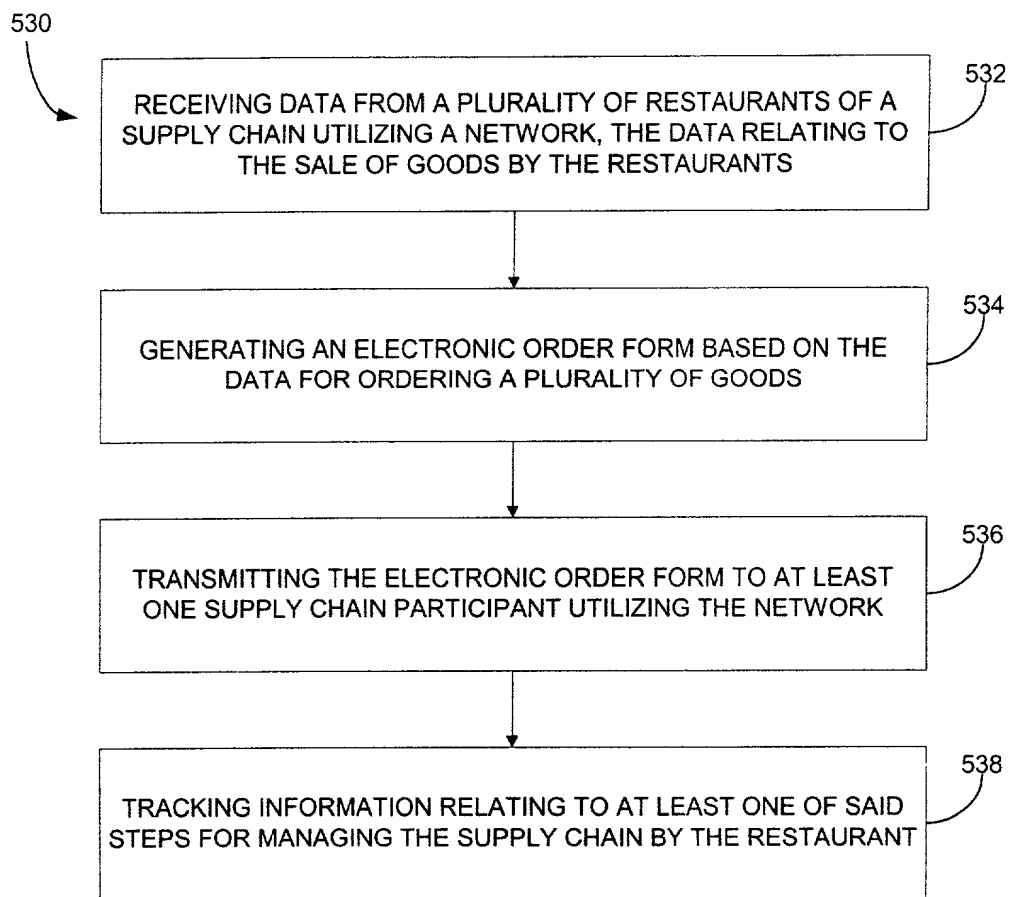 530
532
RECEIVING DATA FROM A PLURALITY OF RESTAURANTS OF A
SUPPLY CHAIN UTILIZING A NETWORK, THE DATA RELATING TO
THE SALE OF GOODS BY THE RESTAURANTS
534
GENERATING AN ELECTRONIC ORDER FORM BASED ON THE
DATA FOR ORDERING A PLURALITY OF GOODS
536
TRANSMITTING THE ELECTRONIC ORDER FORM TO AT LEAST
ONE SUPPLY CHAIN PARTICIPANT UTILIZING THE NETWORK
538
TRACKING INFORMATION RELATING TO AT LEAST ONE OF SAID
STEPS FOR MANAGING THE SUPPLY CHAIN BY THE RESTAURANT